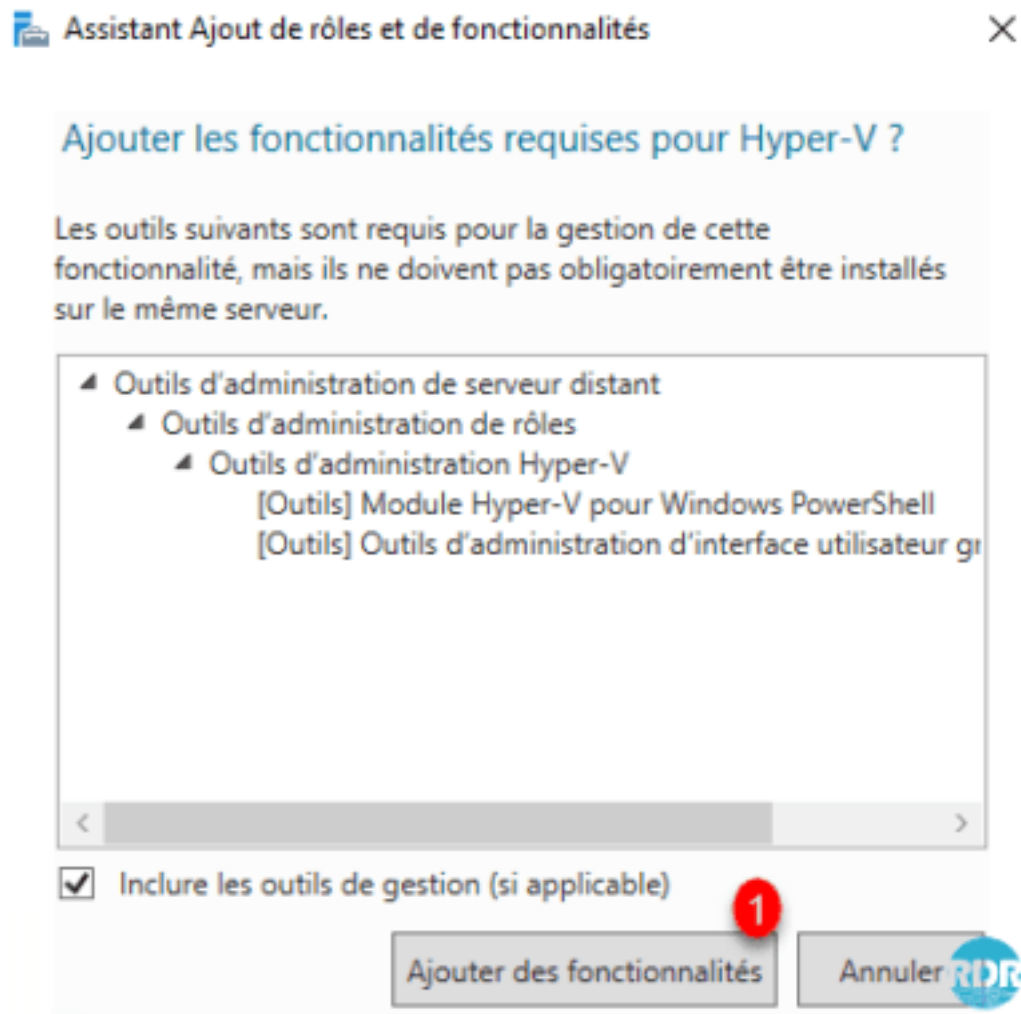 Assistant Ajout de rôles et de fonctionnalités
Ajouter les fonctionnalités requises pour Hyper-V ?
Les outils suivants sont requis pour la gestion de cette
fonctionnalité, mais ils ne doivent pas obligatoirement être installés
sur le même serveur.
Outils d'administration de serveur distant
Outils d'administration de rôles
Outils d'administration Hyper-V
[Outils] Module Hyper-V pour Windows PowerShell
[Outils] Outils d'administration d'interface utilisateur gr
Inclure les outils de gestion (si applicable)
1
Ajouter des fonctionnalités
Annuler
RDR